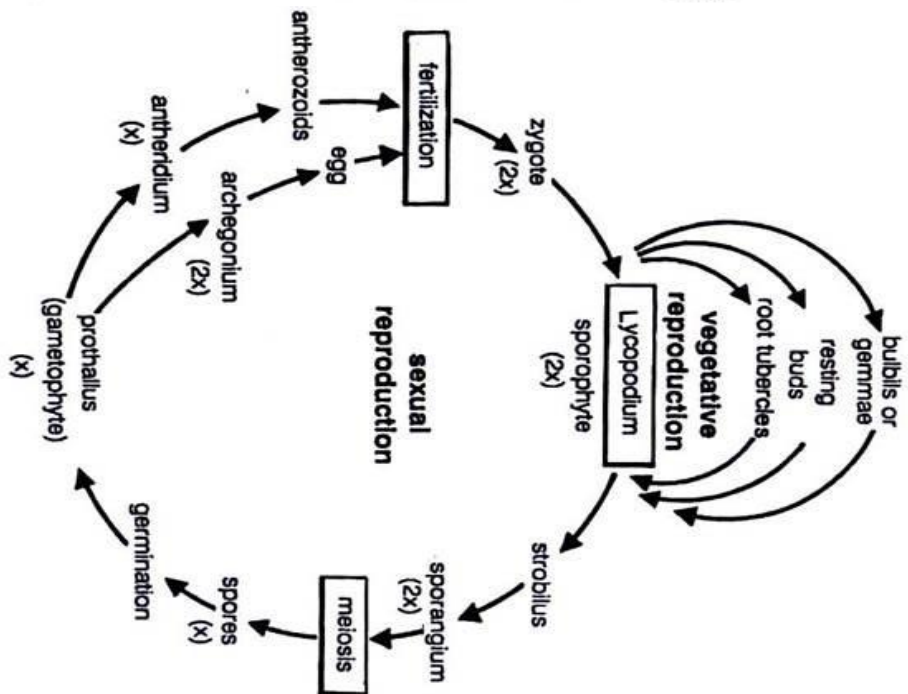 bulbils or
gemmae
resting
buds
root tubercles
vegetative
reproduction
Lycopodium
sporophyte
(2x)
strobilus
sporangium
(2x)
meiosis
spores
(x)
germination
prothallus
(gametophyte)
(x)
archegonium
(2x)
antheridium
(x)
antherozoids
egg
fertilization
zygote
(2x)
sexual
reproduction